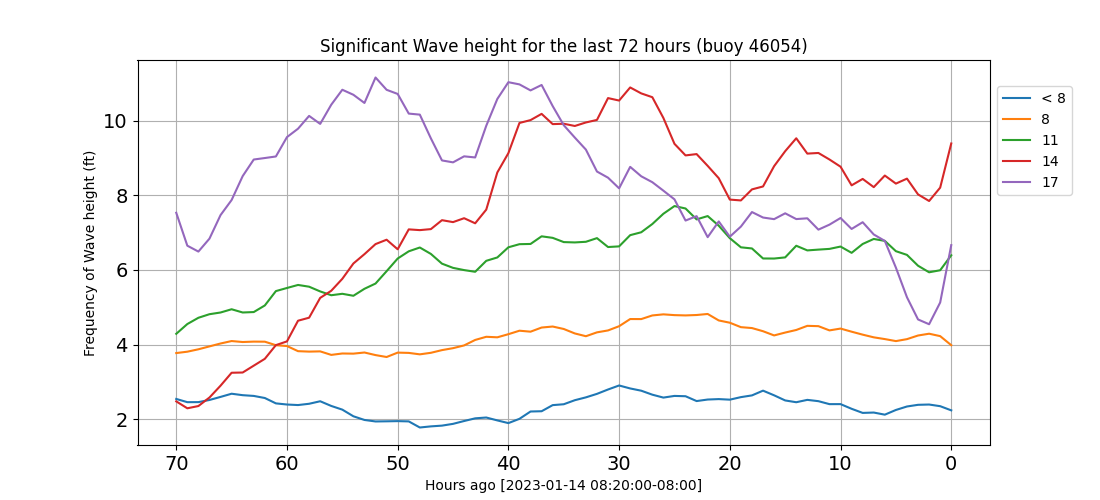 Significant Wave height for the last 72 hours (buoy 46054)
Frequency of Wave height (ft)
10
8
6
4
2
70 60 50 40 30 20 10 0
Hours ago [2023-01-14 08:20:00-08:00]
< 8
8
11
14
17